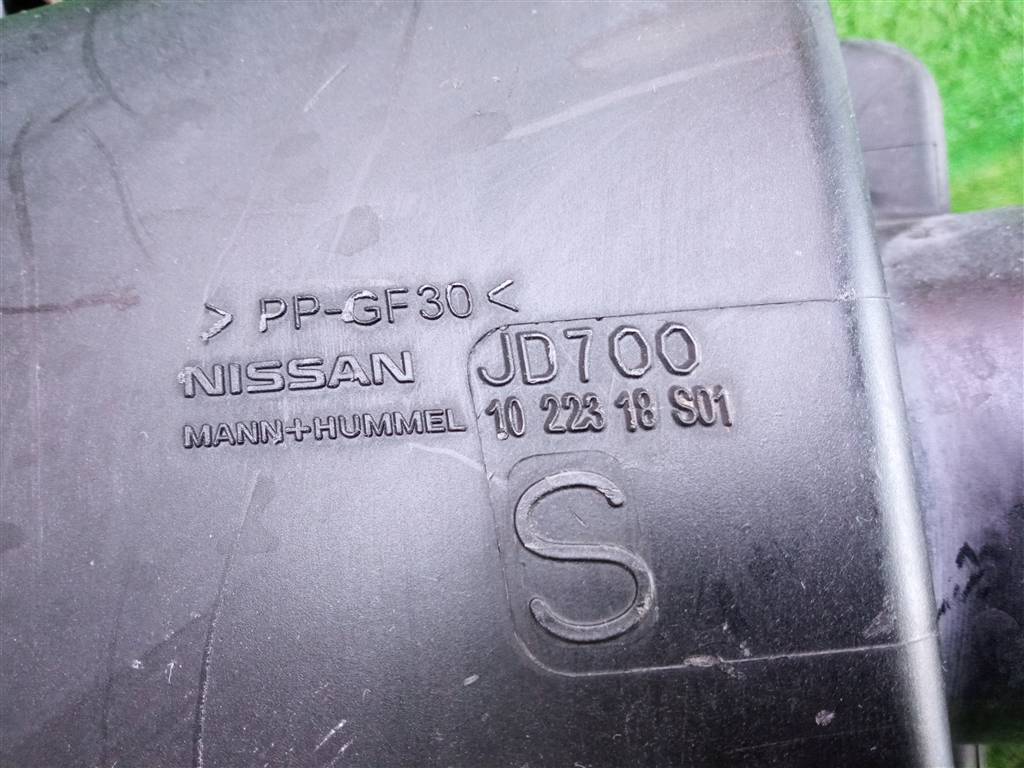 > PP-GF30 <
NISSAN JD700
MANN+HUMMEL 10 223 18 S01
S